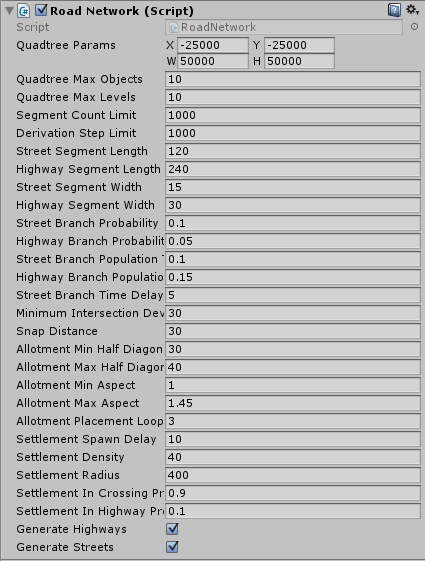 Road Network (Script)
Script RoadNetwork
Quadtree Params X -25000 Y -25000
W 50000 H 50000
Quadtree Max Objects 10
Quadtree Max Levels 10
Segment Count Limit 1000
Derivation Step Limit 1000
Street Segment Length 120
Highway Segment Length 240
Street Segment Width 15
Highway Segment Width 30
Street Branch Probability 0.1
Highway Branch Probabilit 0.05
Street Branch Population T 0.1
Highway Branch Populatio 0.15
Street Branch Time Delay 5
Minimum Intersection Dev 30
Snap Distance 30
Allotment Min Half Diagon 30
Allotment Max Half Diagor 40
Allotment Min Aspect 1
Allotment Max Aspect 1.45
Allotment Placement Loop 3
Settlement Spawn Delay 10
Settlement Density 40
Settlement Radius 400
Settlement In Crossing Pr 0.9
Settlement In Highway Pro 0.1
Generate Highways
Generate Streets